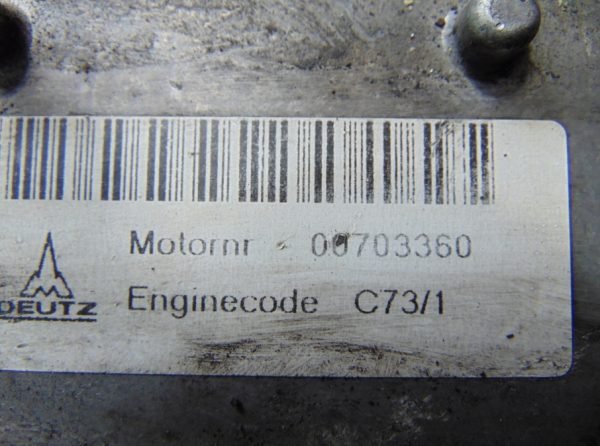 Motornr 00703360
DEUTZ
Enginecode C73/1